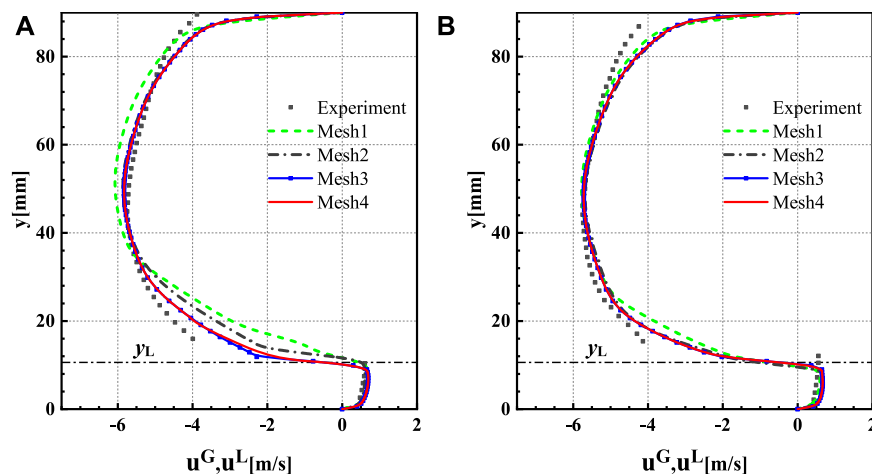 A
80
60
40
20
0
y[mm]
Experiment
Mesh1
Mesh2
Mesh3
Mesh4
yL
-6
-4
-2
0
2
uG,uL[m/s]
B
80
60
40
20
0
y[mm]
Experiment
Mesh1
Mesh2
Mesh3
Mesh4
yL
-6
-4
-2
0
2
uG,uL[m/s]